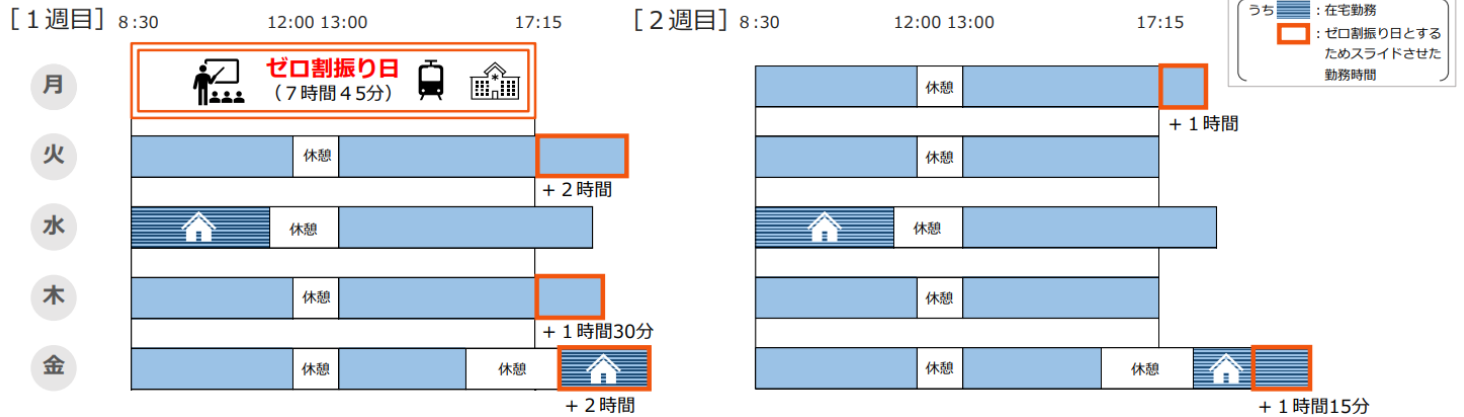 [１週目] 8:30 12:00 13:00 17:15
[２週目] 8:30 12:00 13:00 17:15
うち ：在宅勤務
：ゼロ割振り日とする
ためスライドさせた
勤務時間
月
ゼロ割振り日
（７時間４5分）
休憩
＋１時間
火
休憩
＋２時間
休憩
水
休憩
休憩
木
休憩
＋１時間30分
休憩
金
休憩 休憩
＋２時間
休憩 休憩
＋１時間15分